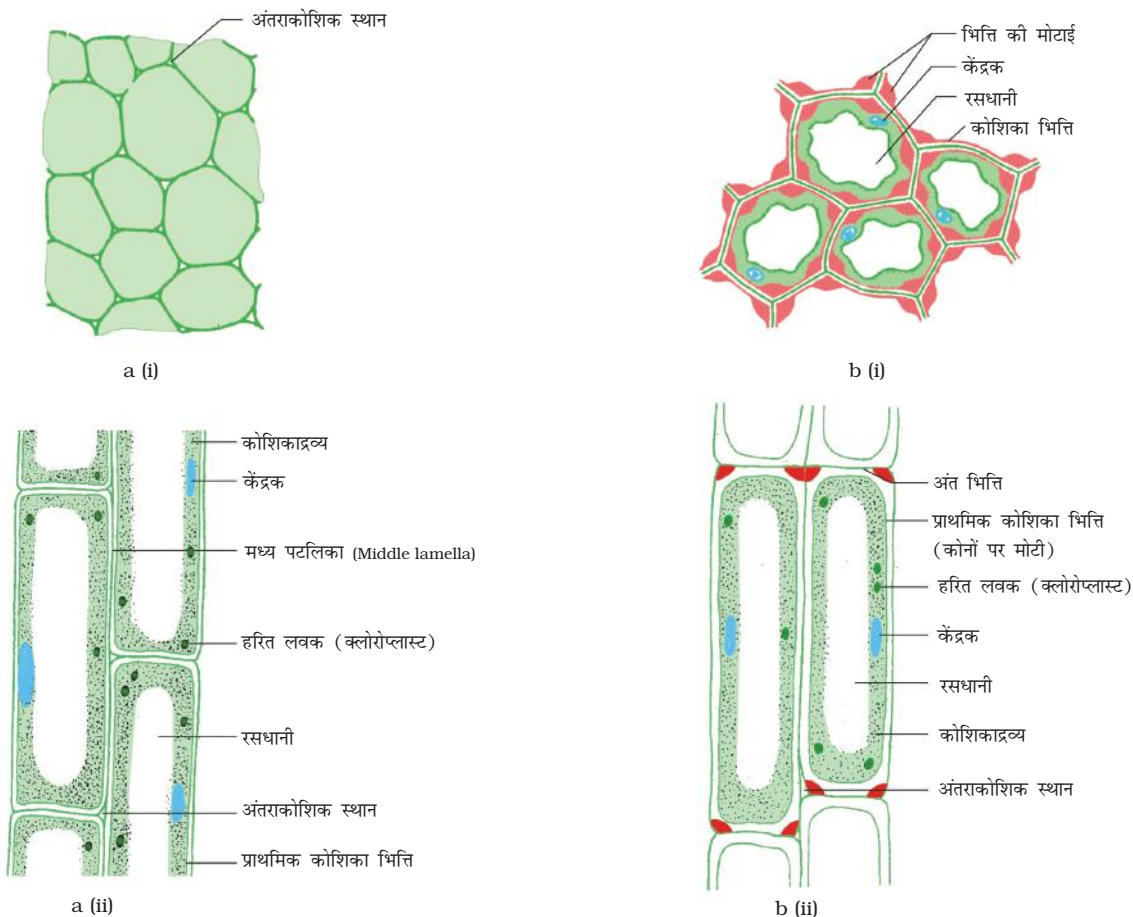 अंतराकोशिक स्थान
भित्ति की मोटाई
केंद्रक
रसधानी
कोशिका भित्ति
a (i)
b (i)
कोशिकाद्रव्य
केंद्रक
मध्य पटलिका (Middle lamella)
हरित लवक (क्लोरोप्लास्ट)
रसधानी
अंतराकोशिक स्थान
प्राथमिक कोशिका भित्ति
a (ii)
अंत भित्ति
प्राथमिक कोशिका भित्ति
(कोनों पर मोटी)
हरित लवक (क्लोरोप्लास्ट)
केंद्रक
रसधानी
कोशिकाद्रव्य
अंतराकोशिक स्थान
b (ii)